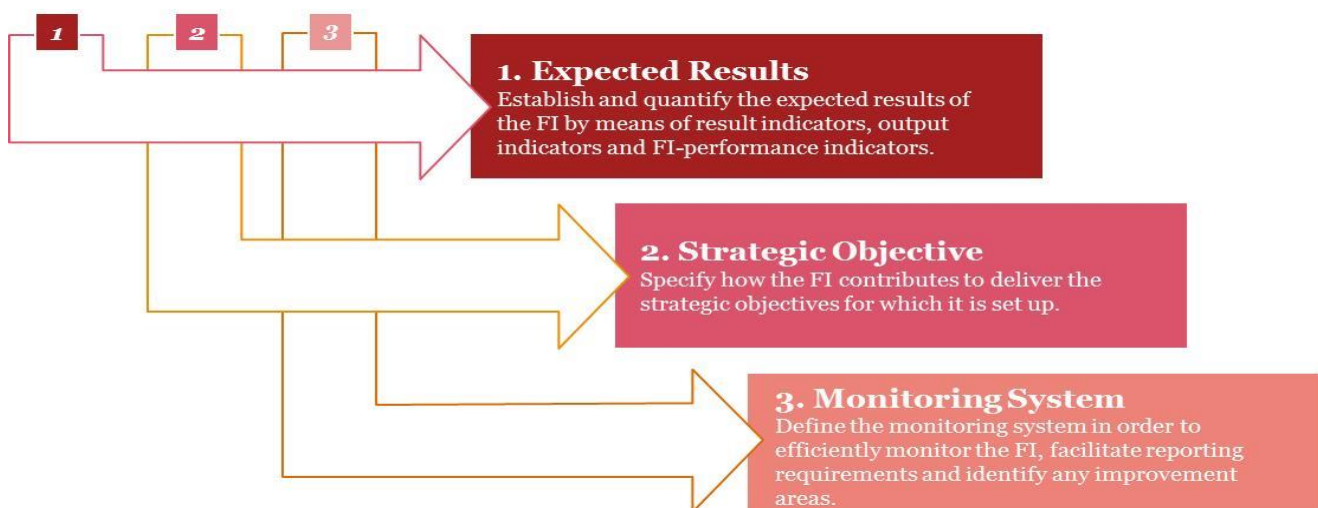 1
2
3
1. Expected Results
Establish and quantify the expected results of
the FI by means of result indicators, output
indicators and FI-performance indicators.
2. Strategic Objective
Specify how the FI contributes to deliver the
strategic objectives for which it is set up.
3. Monitoring System
Define the monitoring system in order to
efficiently monitor the FI, facilitate reporting
requirements and identify any improvement
areas.